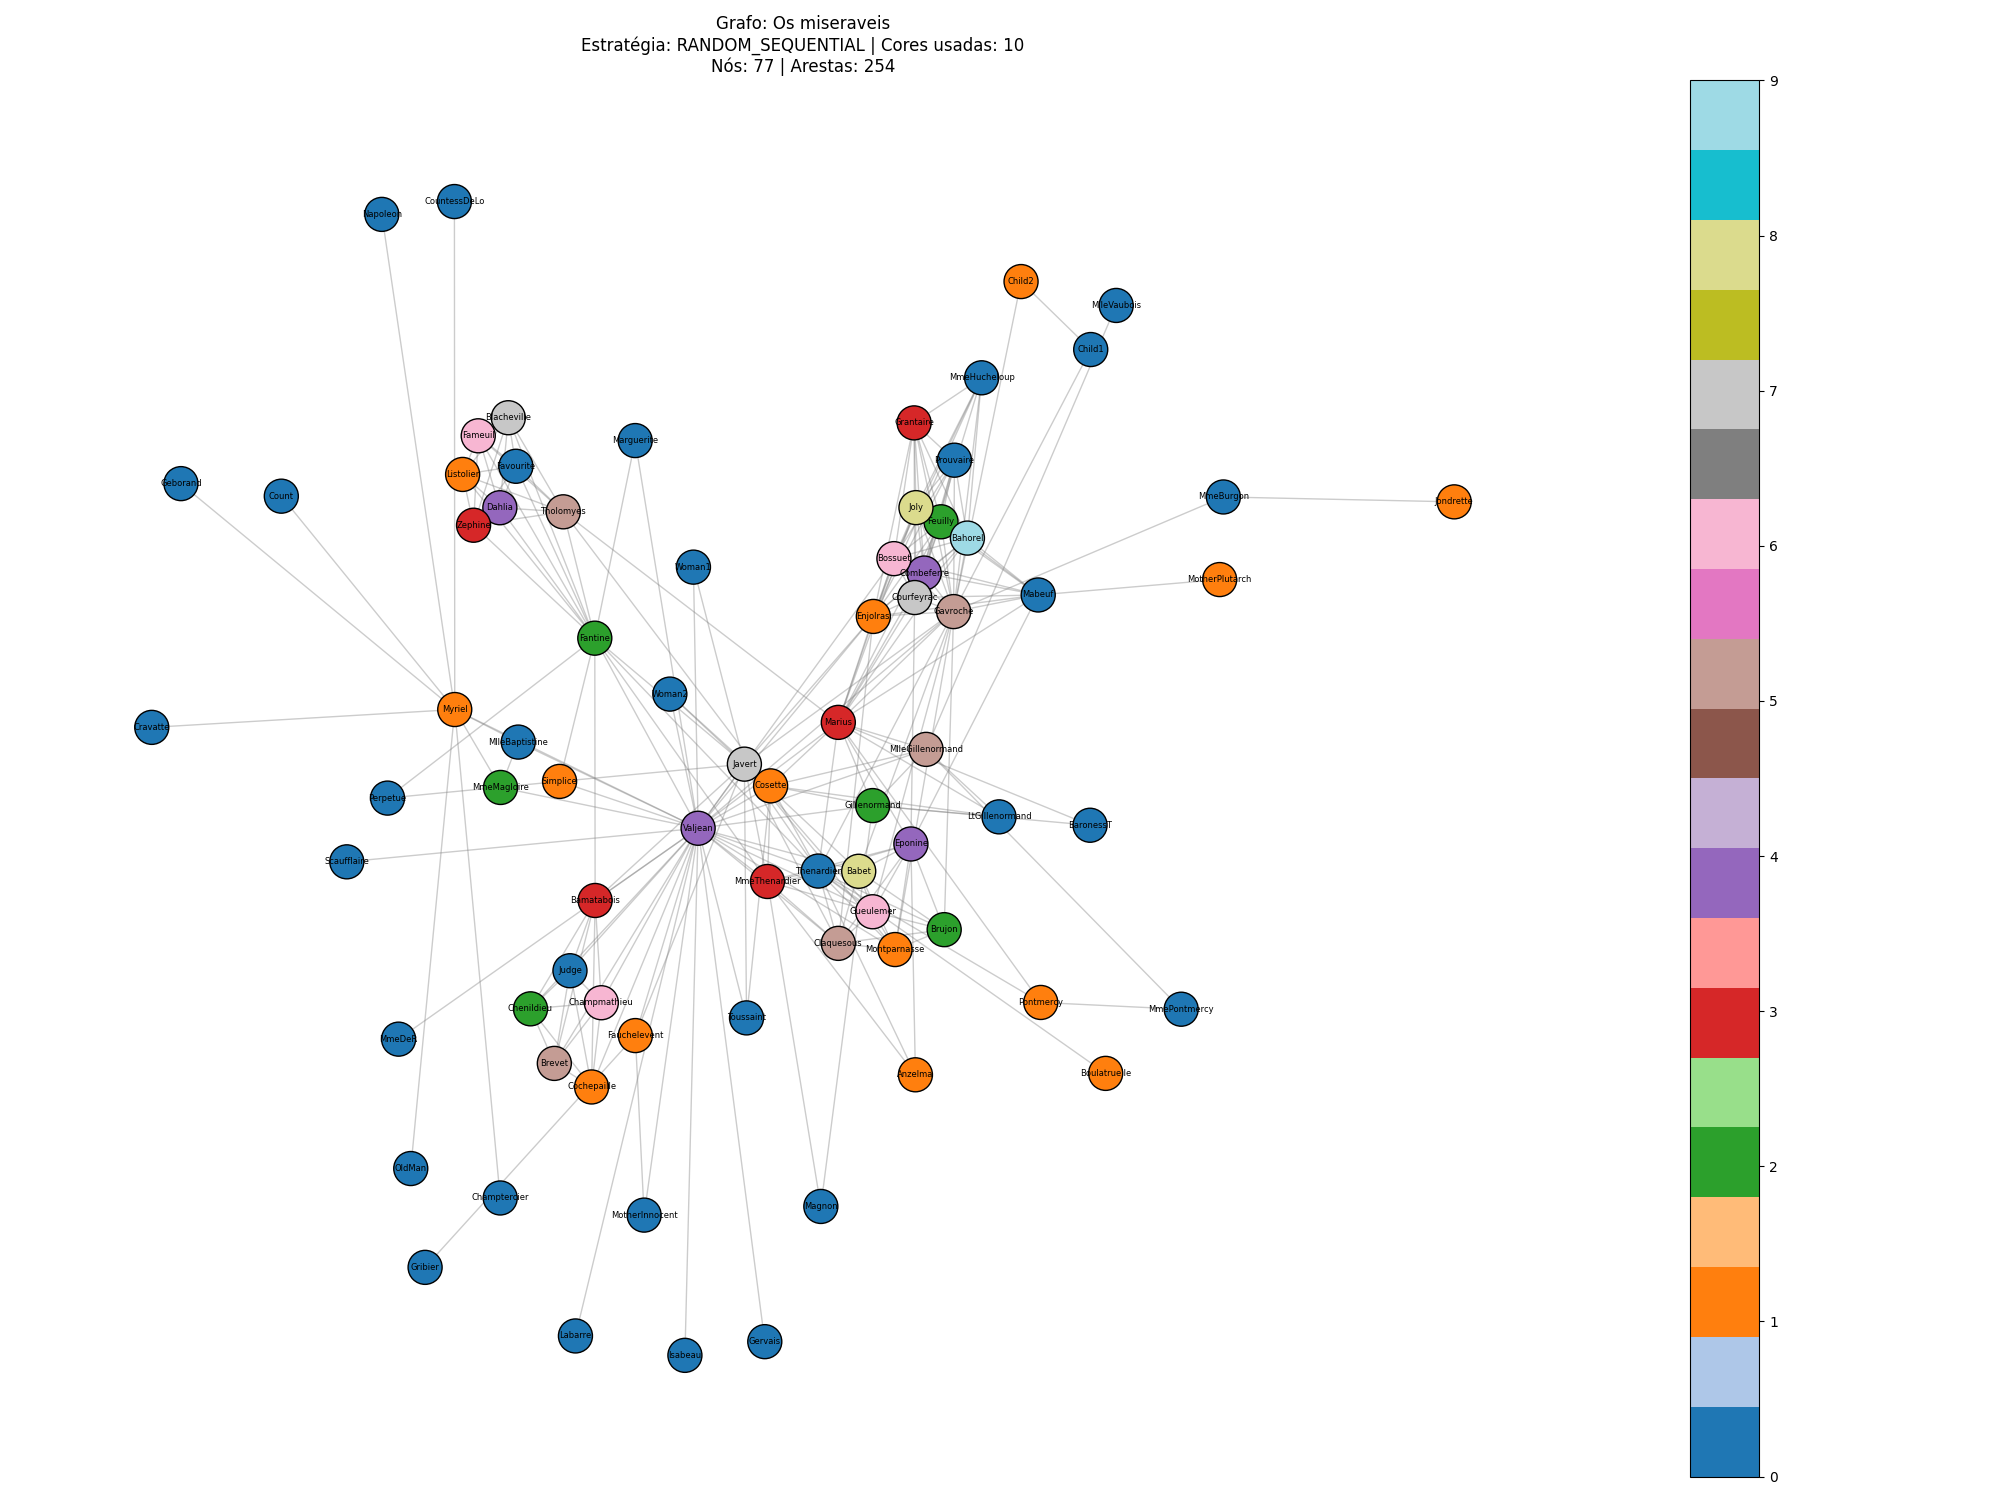 Grafo: Os miseraveis
Estratégia: RANDOM_SEQUENTIAL | Cores usadas: 10
Nós: 77 | Arestas: 254
9
8
7
6
5
4
3
2
1
0
Napoleon
CountessDeLo
Child2
MlleVaubois
Child1
MmeHucheloup
Blacheville
Grantaire
Fameuil
Marguerite
Prouvaire
Favourite
Listolier
Geborand
Count
MmeBurgon
Jondrette
Dahlia
Joly
Tholomyes
Feuilly
Zephine
Bahorel
Bossuet
Woman1
Combeferre
MotherPlutarch
Mabeuf
Courfeyrac
Gavroche
Enjolras
Fantine
Woman2
Myriel
Marius
Cravatte
MlleBaptistine
MlleGillenormand
Javert
Simplice
Cosette
MmeMagloire
Perpetue
Gillenormand
LtGillenormand
BaronessT
Valjean
Eponine
Scaufflaire
Thenardier
Babet
MmeThenardier
Bamatabois
Gueulemer
Brujon
Claquesous
Montparnasse
Judge
Champmathieu
Pontmercy
Chenildieu
MmePontmercy
Toussaint
Fauchelevent
MmeDeR
Brevet
Boulatruelle
Anzelma
Cochepaille
OldMan
Champtercier
Magnon
MotherInnocent
Gribier
Labarre
Gervais
Isabeau